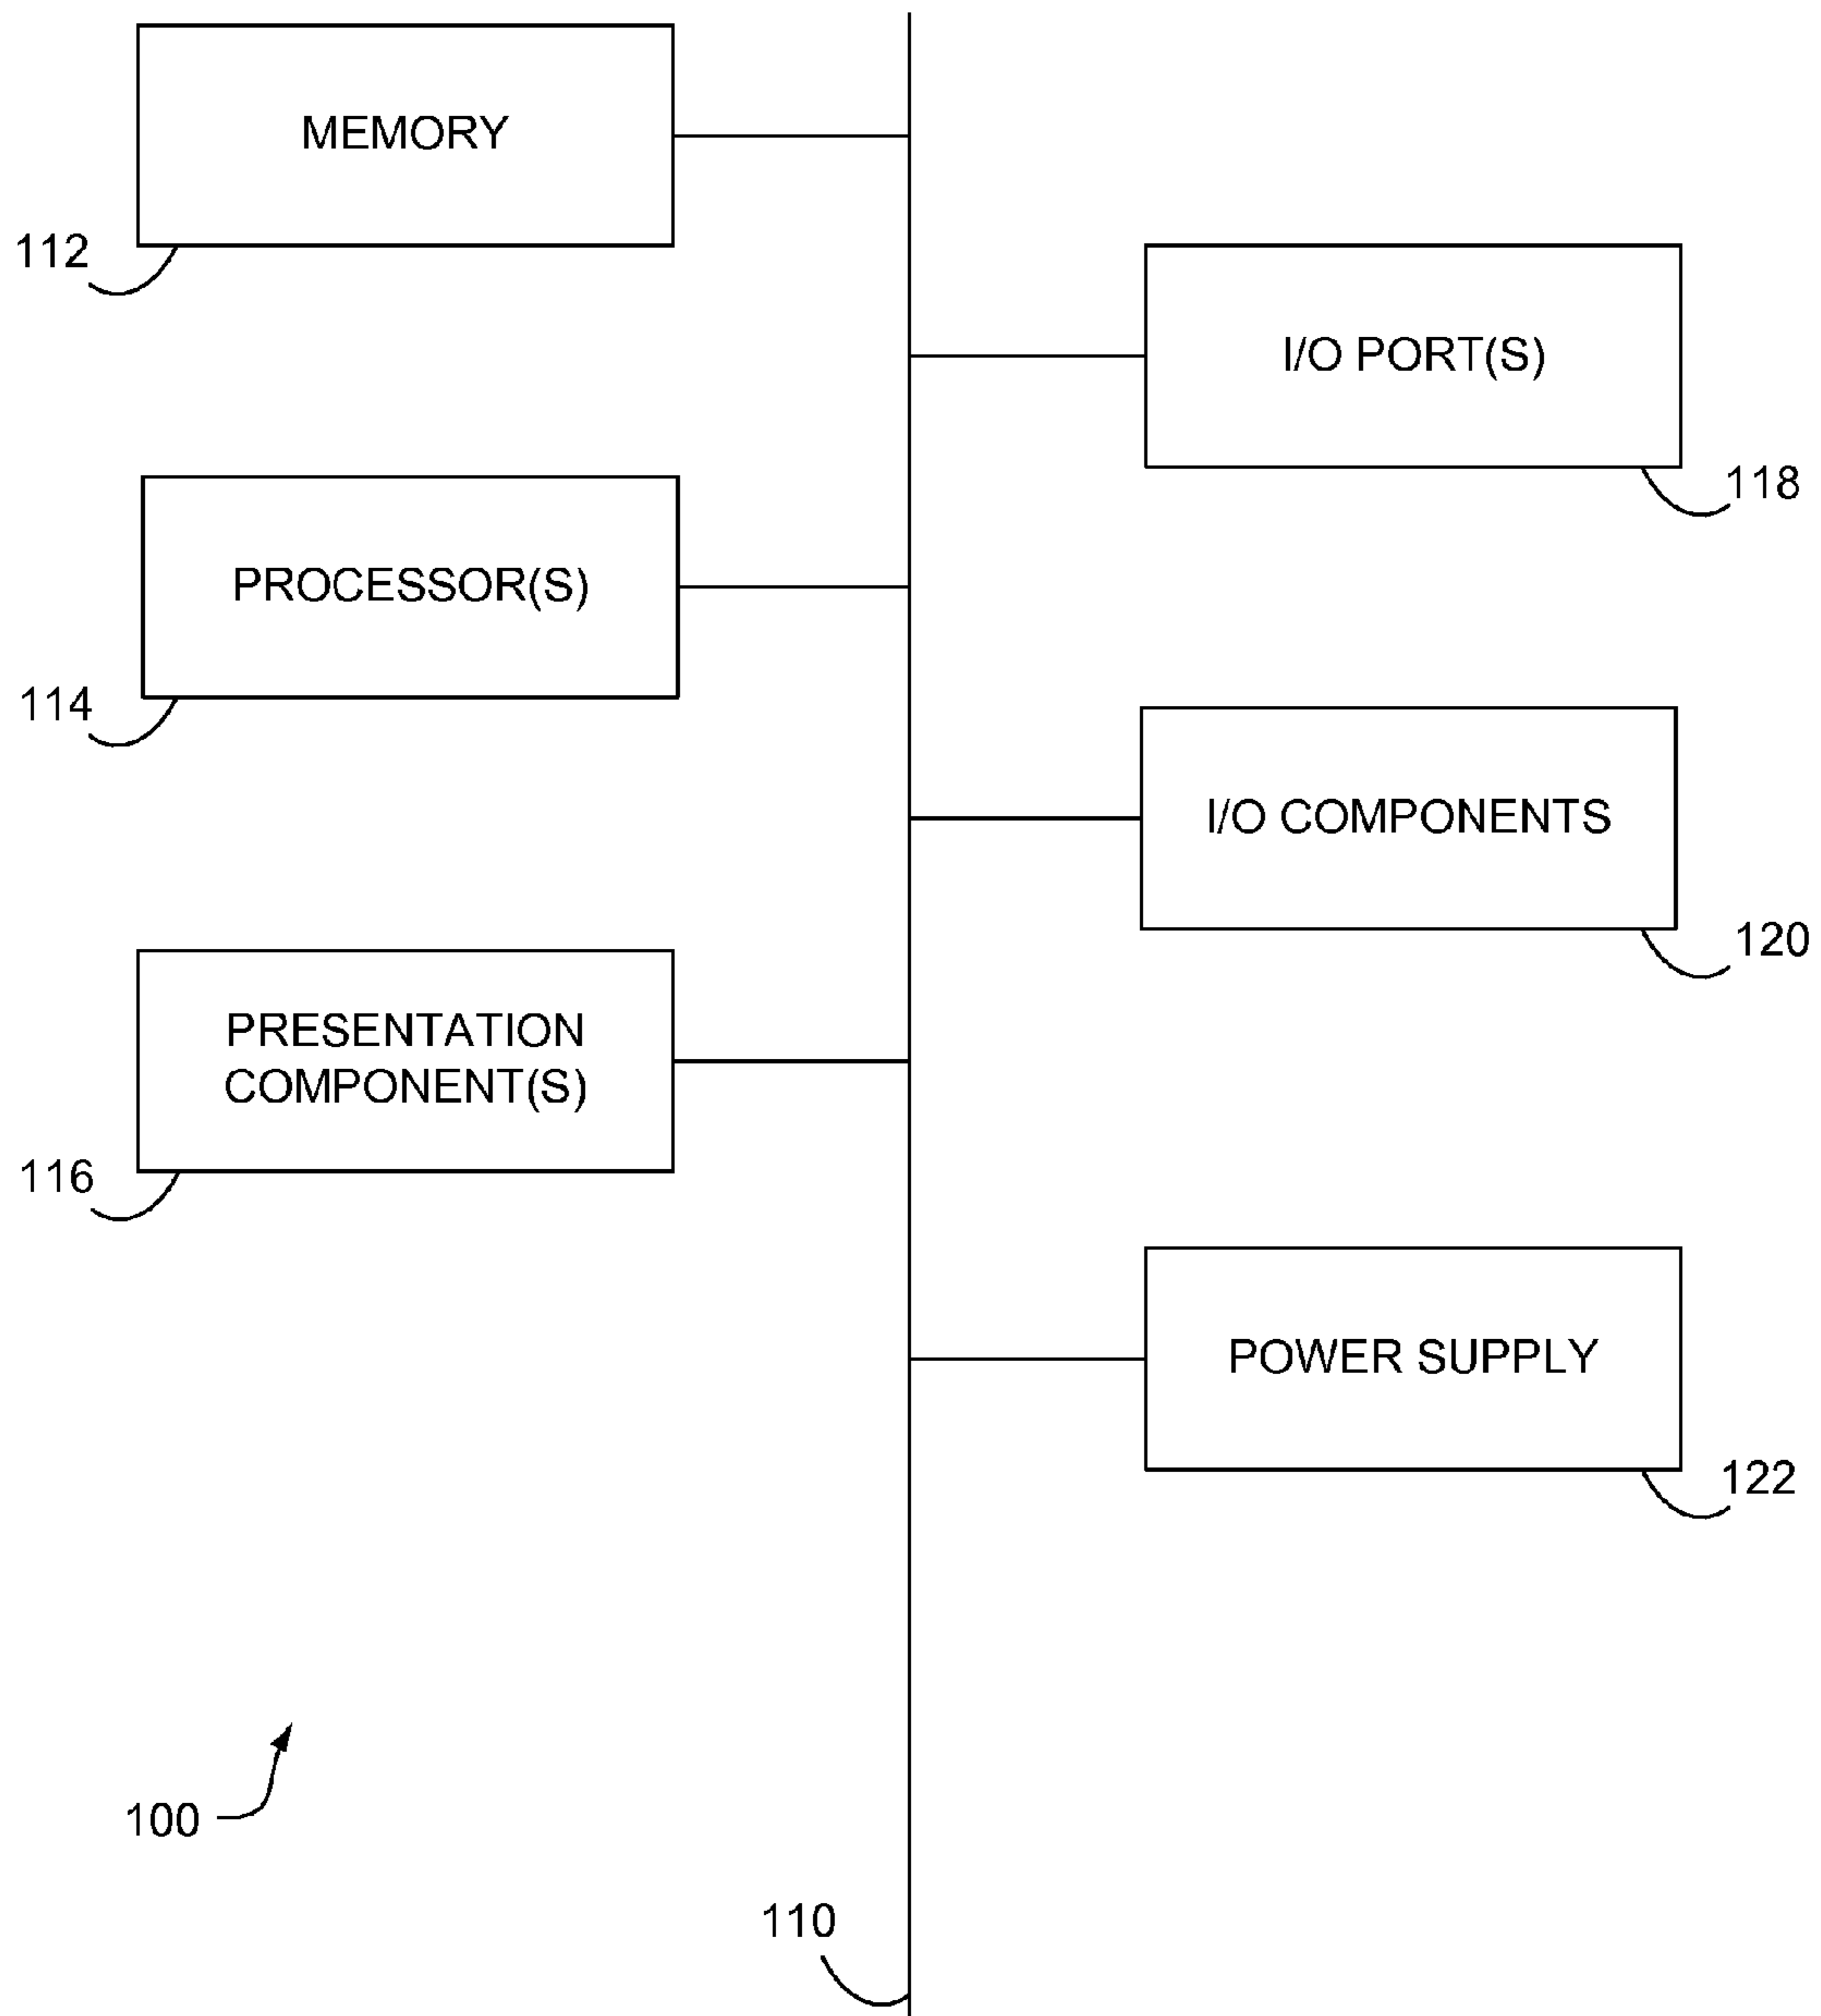 MEMORY
112
I/O PORT(S)
118
PROCESSOR(S)
114
I/O COMPONENTS
120
PRESENTATION
COMPONENT(S)
116
POWER SUPPLY
122
100
110